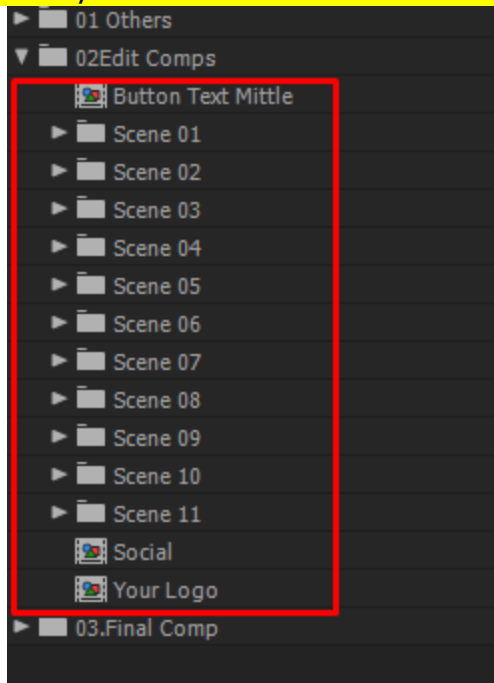 01 Others
02Edit Comps
Button Text Mittle
Scene 01
Scene 02
Scene 03
Scene 04
Scene 05
Scene 06
Scene 07
Scene 08
Scene 09
Scene 10
Scene 11
Social
Your Logo
03.Final Comp